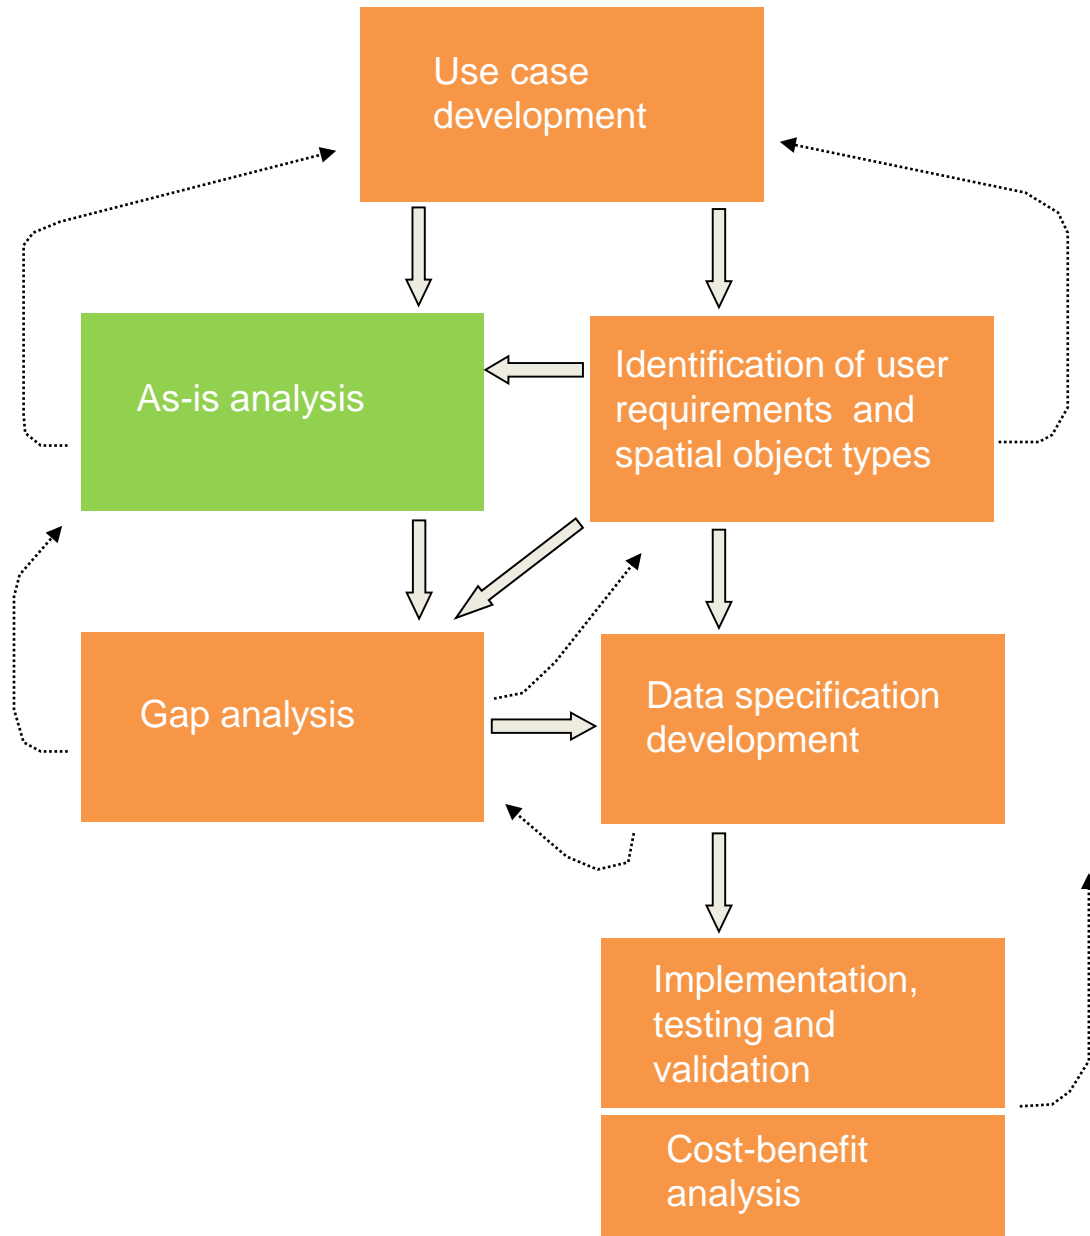 Use case
development
As-is analysis
Identification of user
requirements  and
spatial object types
Gap analysis
Data specification
development
Implementation,
testing and
validation
Cost-benefit
analysis